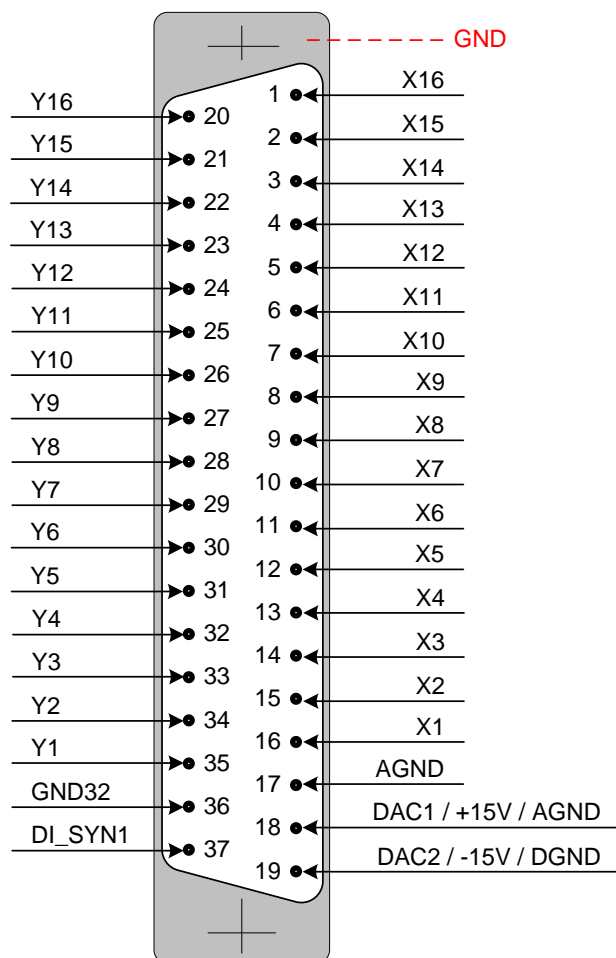 GND
X16
1
Y16
20
X15
2
Y15
21
X14
3
Y14
22
X13
4
Y13
23
X12
5
Y12
24
X11
6
Y11
25
X10
7
Y10
26
X9
8
Y9
27
X8
9
Y8
28
X7
10
Y7
29
X6
11
Y6
30
X5
12
Y5
31
X4
13
Y4
32
X3
14
Y3
33
X2
15
Y2
34
X1
16
Y1
35
AGND
17
GND32
36
DAC1 / +15V / AGND
18
DI_SYN1
37
DAC2 / -15V / DGND
19